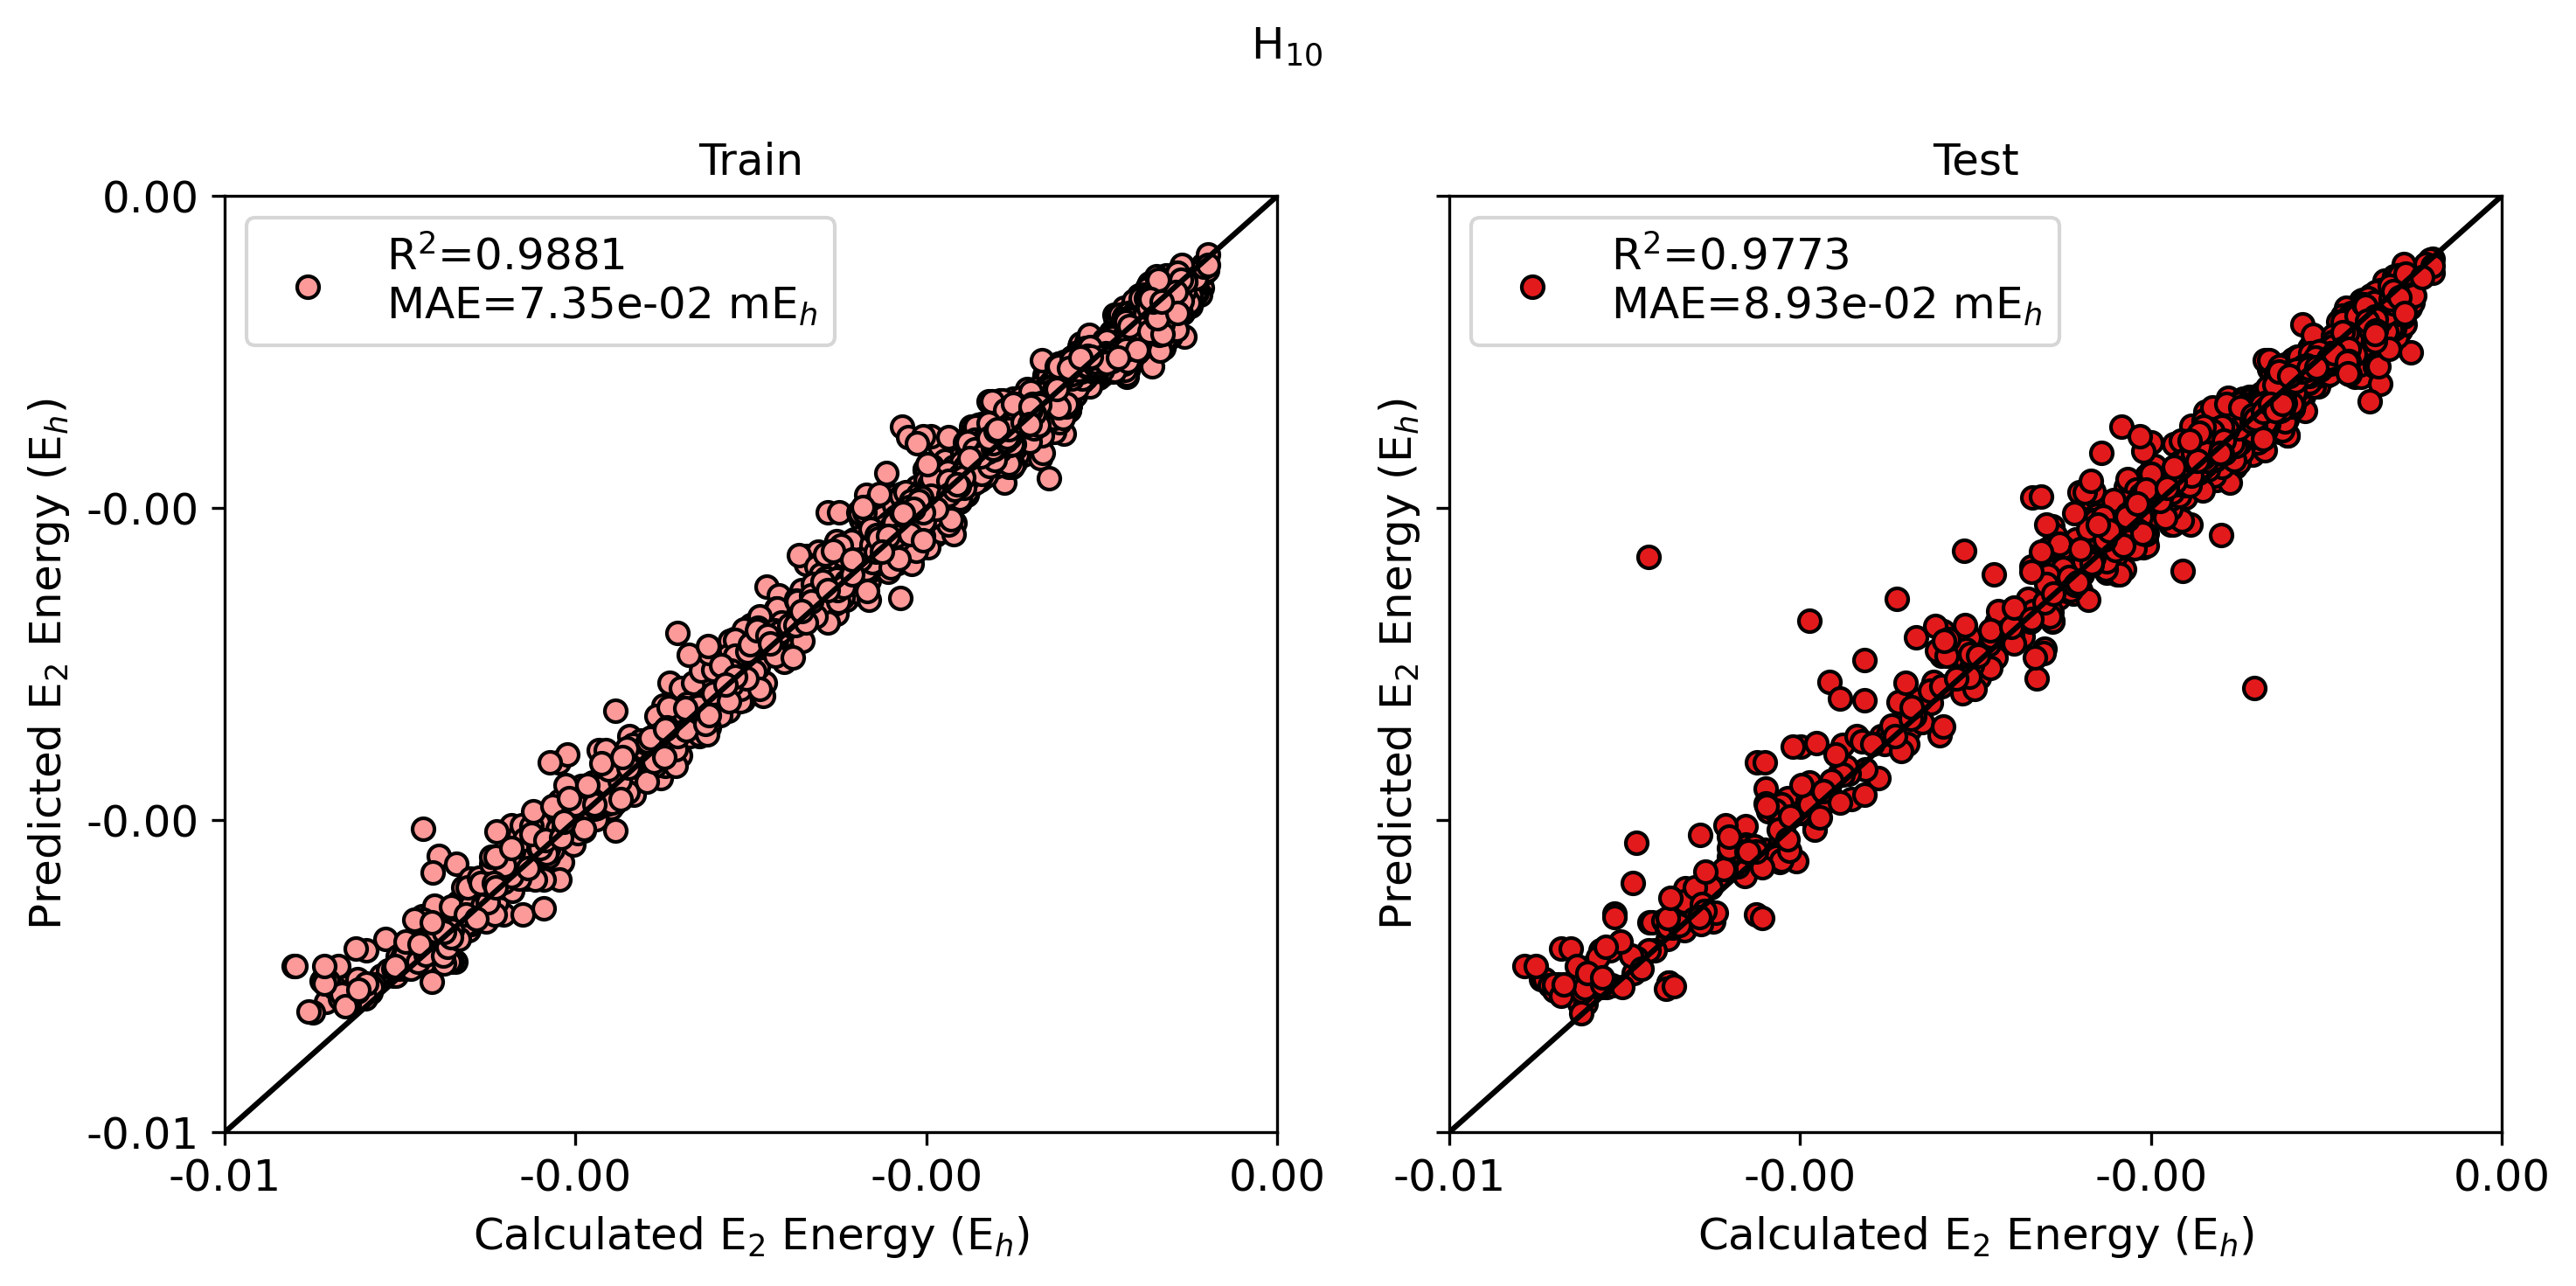 H₁₀
Train
R²=0.9881
MAE=7.35e-02 mEₕ
Predicted E₂ Energy (Eₕ)
0.00
-0.00
-0.00
-0.01
-0.01
-0.00
-0.00
0.00
Calculated E₂ Energy (Eₕ)
Test
R²=0.9773
MAE=8.93e-02 mEₕ
Predicted E₂ Energy (Eₕ)
-0.01
-0.00
-0.00
0.00
Calculated E₂ Energy (Eₕ)